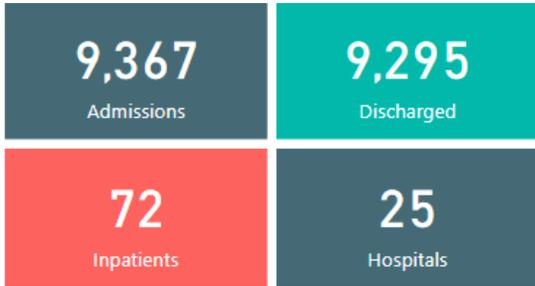 9,367
Admissions
9,295
Discharged
72
Inpatients
25
Hospitals